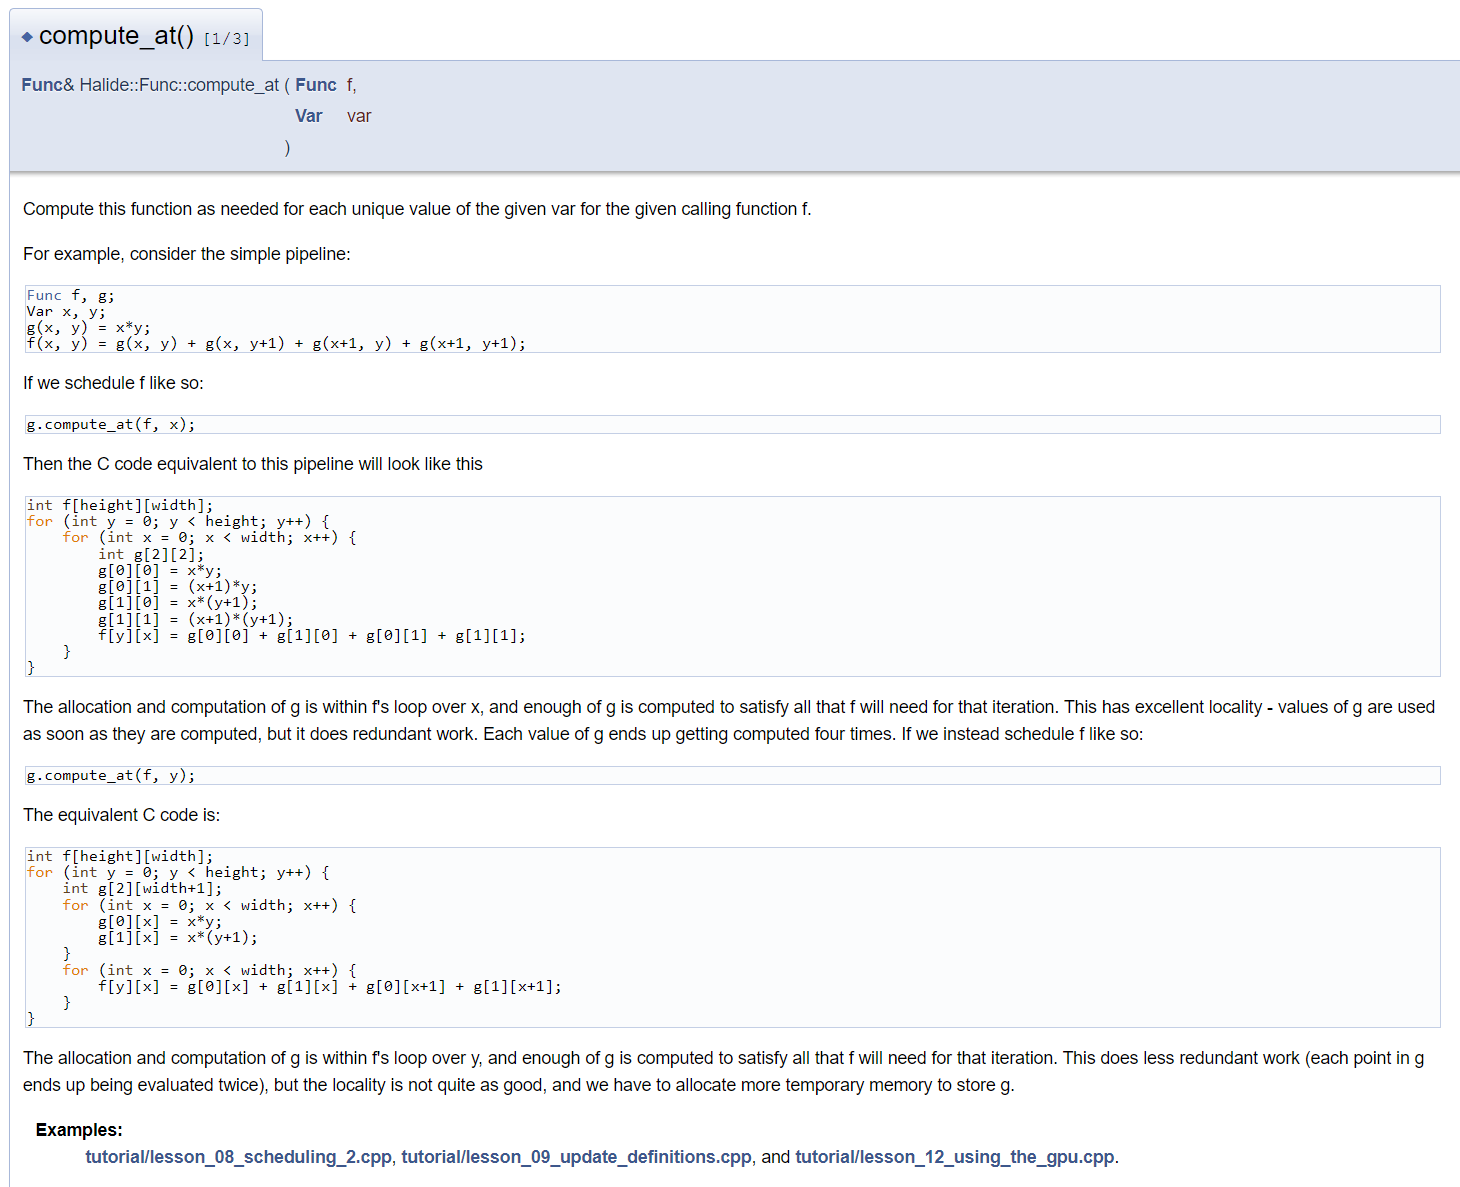 ◆ compute_at() [1/3]
Func& Halide::Func::compute_at ( Func f,
Var var
)
Compute this function as needed for each unique value of the given var for the given calling function f.
For example, consider the simple pipeline:
Func f, g;
Var x, y;
g(x, y) = x*y;
f(x, y) = g(x, y) + g(x, y+1) + g(x+1, y) + g(x+1, y+1);
If we schedule f like so:
g.compute_at(f, x);
Then the C code equivalent to this pipeline will look like this
int f[height][width];
for (int y = 0; y < height; y++) {
    for (int x = 0; x < width; x++) {
        int g[2][2];
        g[0][0] = x*y;
        g[0][1] = (x+1)*y;
        g[1][0] = x*(y+1);
        g[1][1] = (x+1)*(y+1);
        f[y][x] = g[0][0] + g[1][0] + g[0][1] + g[1][1];
    }
}
The allocation and computation of g is within f's loop over x, and enough of g is computed to satisfy all that f will need for that iteration. This has excellent locality - values of g are used
as soon as they are computed, but it does redundant work. Each value of g ends up getting computed four times. If we instead schedule f like so:
g.compute_at(f, y);
The equivalent C code is:
int f[height][width];
for (int y = 0; y < height; y++) {
    int g[2][width+1];
    for (int x = 0; x < width; x++) {
        g[0][x] = x*y;
        g[1][x] = x*(y+1);
    }
    for (int x = 0; x < width; x++) {
        f[y][x] = g[0][x] + g[1][x] + g[0][x+1] + g[1][x+1];
    }
}
The allocation and computation of g is within f's loop over y, and enough of g is computed to satisfy all that f will need for that iteration. This does less redundant work (each point in g
ends up being evaluated twice), but the locality is not quite as good, and we have to allocate more temporary memory to store g.
Examples:
tutorial/lesson_08_scheduling_2.cpp, tutorial/lesson_09_update_definitions.cpp, and tutorial/lesson_12_using_the_gpu.cpp.